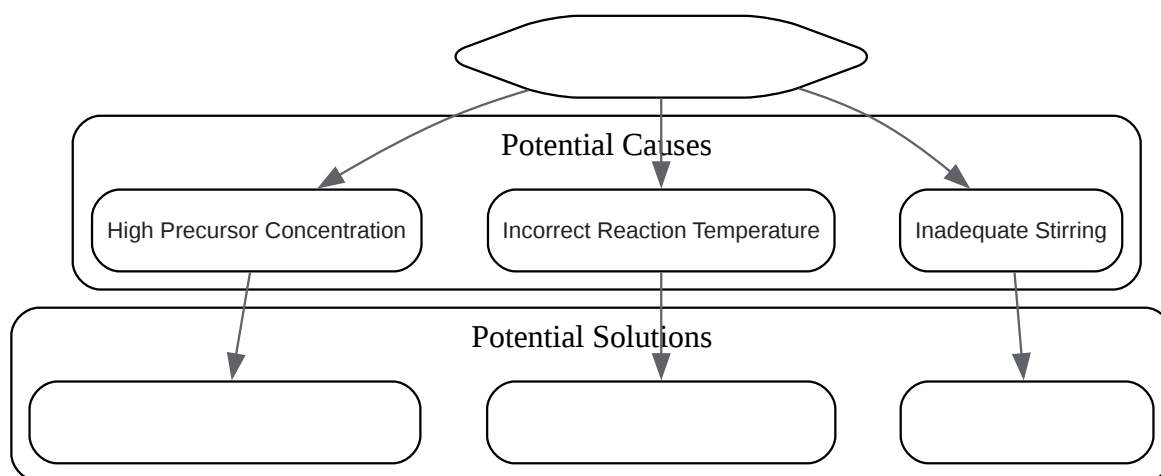 Potential Causes
High Precursor Concentration
Incorrect Reaction Temperature
Inadequate Stirring
Potential Solutions